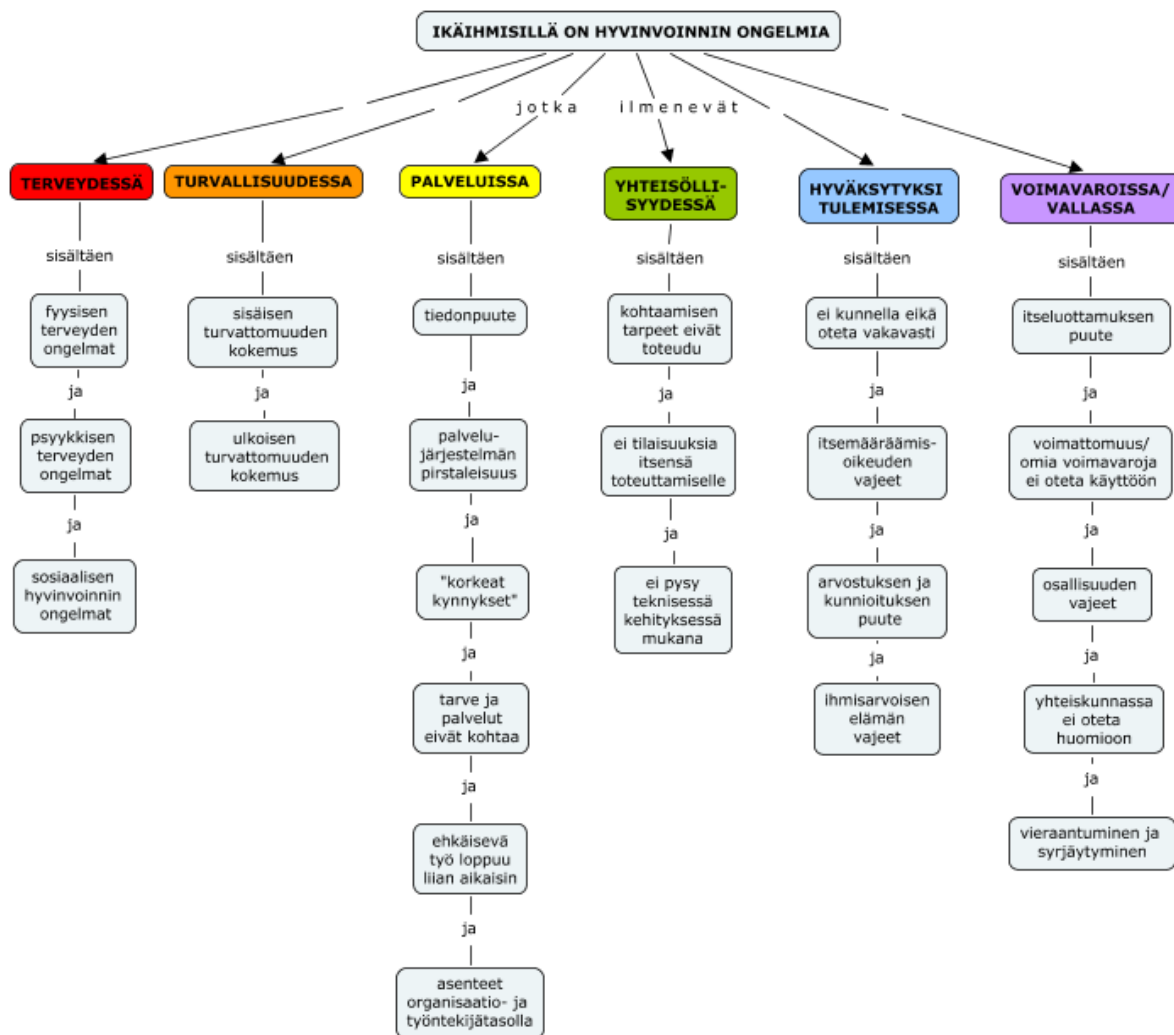 IKÄIHMISILLÄ ON HYVINVOINNIN ONGELMIA
jotka ilmenevät
TERVEYDESSÄ
sisältäen
fyysisen
terveyden
ongelmat
ja
psyykkisen
terveyden
ongelmat
ja
sosiaalisen
hyvinvoinnin
ongelmat
TURVALLISUUDESSA
sisältäen
sisäisen
turvattomuuden
kokemus
ja
ulkoisen
turvattomuuden
kokemus
PALVELUISSA
sisältäen
tiedonpuute
ja
palvelu-
järjestelmän
pirstaleisuus
ja
"korkeat
kynnykset"
ja
tarve ja
palvelut
eivät kohtaa
ja
ehkäisevä
työ loppuu
liian aikaisin
ja
asenteet
organisaatio- ja
työntekijätasolla
YHTEISÖLLI-
SYYDESSÄ
sisältäen
kohtaamisen
tarpeet eivät
toteudu
ja
ei tilaisuuksia
itsensä
toteuttamiselle
ja
ei pysy
teknisessä
kehityksessä
mukana
HYVÄKSYTYKSI
TULEMISESSA
sisältäen
ei kunnella eikä
oteta vakavasti
ja
itsemääräämis-
oikeuden
vajeet
ja
arvostuksen ja
kunnioituksen
puute
ja
ihmisarvoisen
elämän
vajeet
VOIMAVAROISSA/
VALLASSA
sisältäen
itseluottamuksen
puute
ja
voimattomuus/
omia voimavaroja
ei oteta käyttöön
ja
osallisuuden
vajeet
ja
yhteiskunnassa
ei oteta
huomioon
ja
vieraantuminen ja
syrjäytyminen